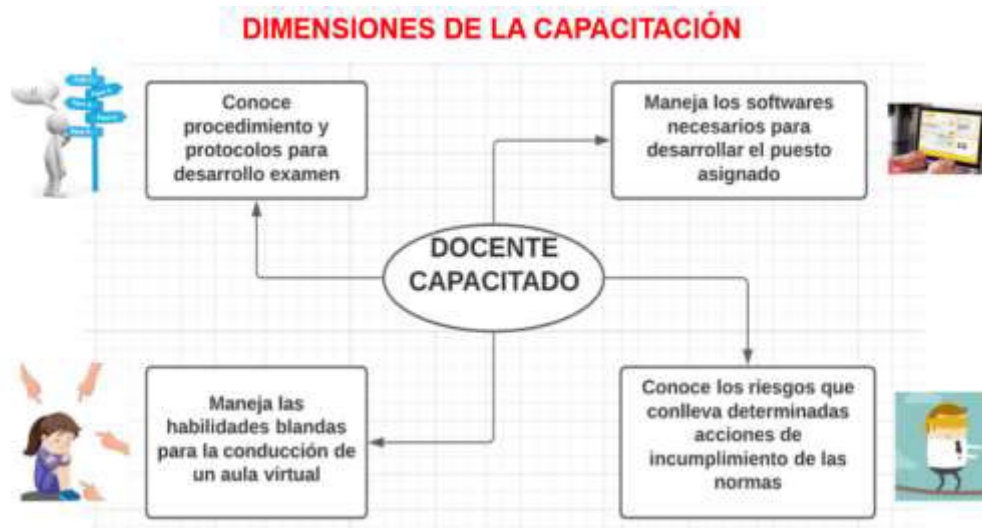 DIMENSIONES DE LA CAPACITACIÓN
Conoce
procedimiento y
protocolos para
desarrollo examen
Maneja los softwares
necesarios para
desarrollar el puesto
asignado
DOCENTE
CAPACITADO
Maneja las
habilidades blandas
para la conducción de
un aula virtual
Conoce los riesgos que
conlleva determinadas
acciones de
incumplimiento de las
normas